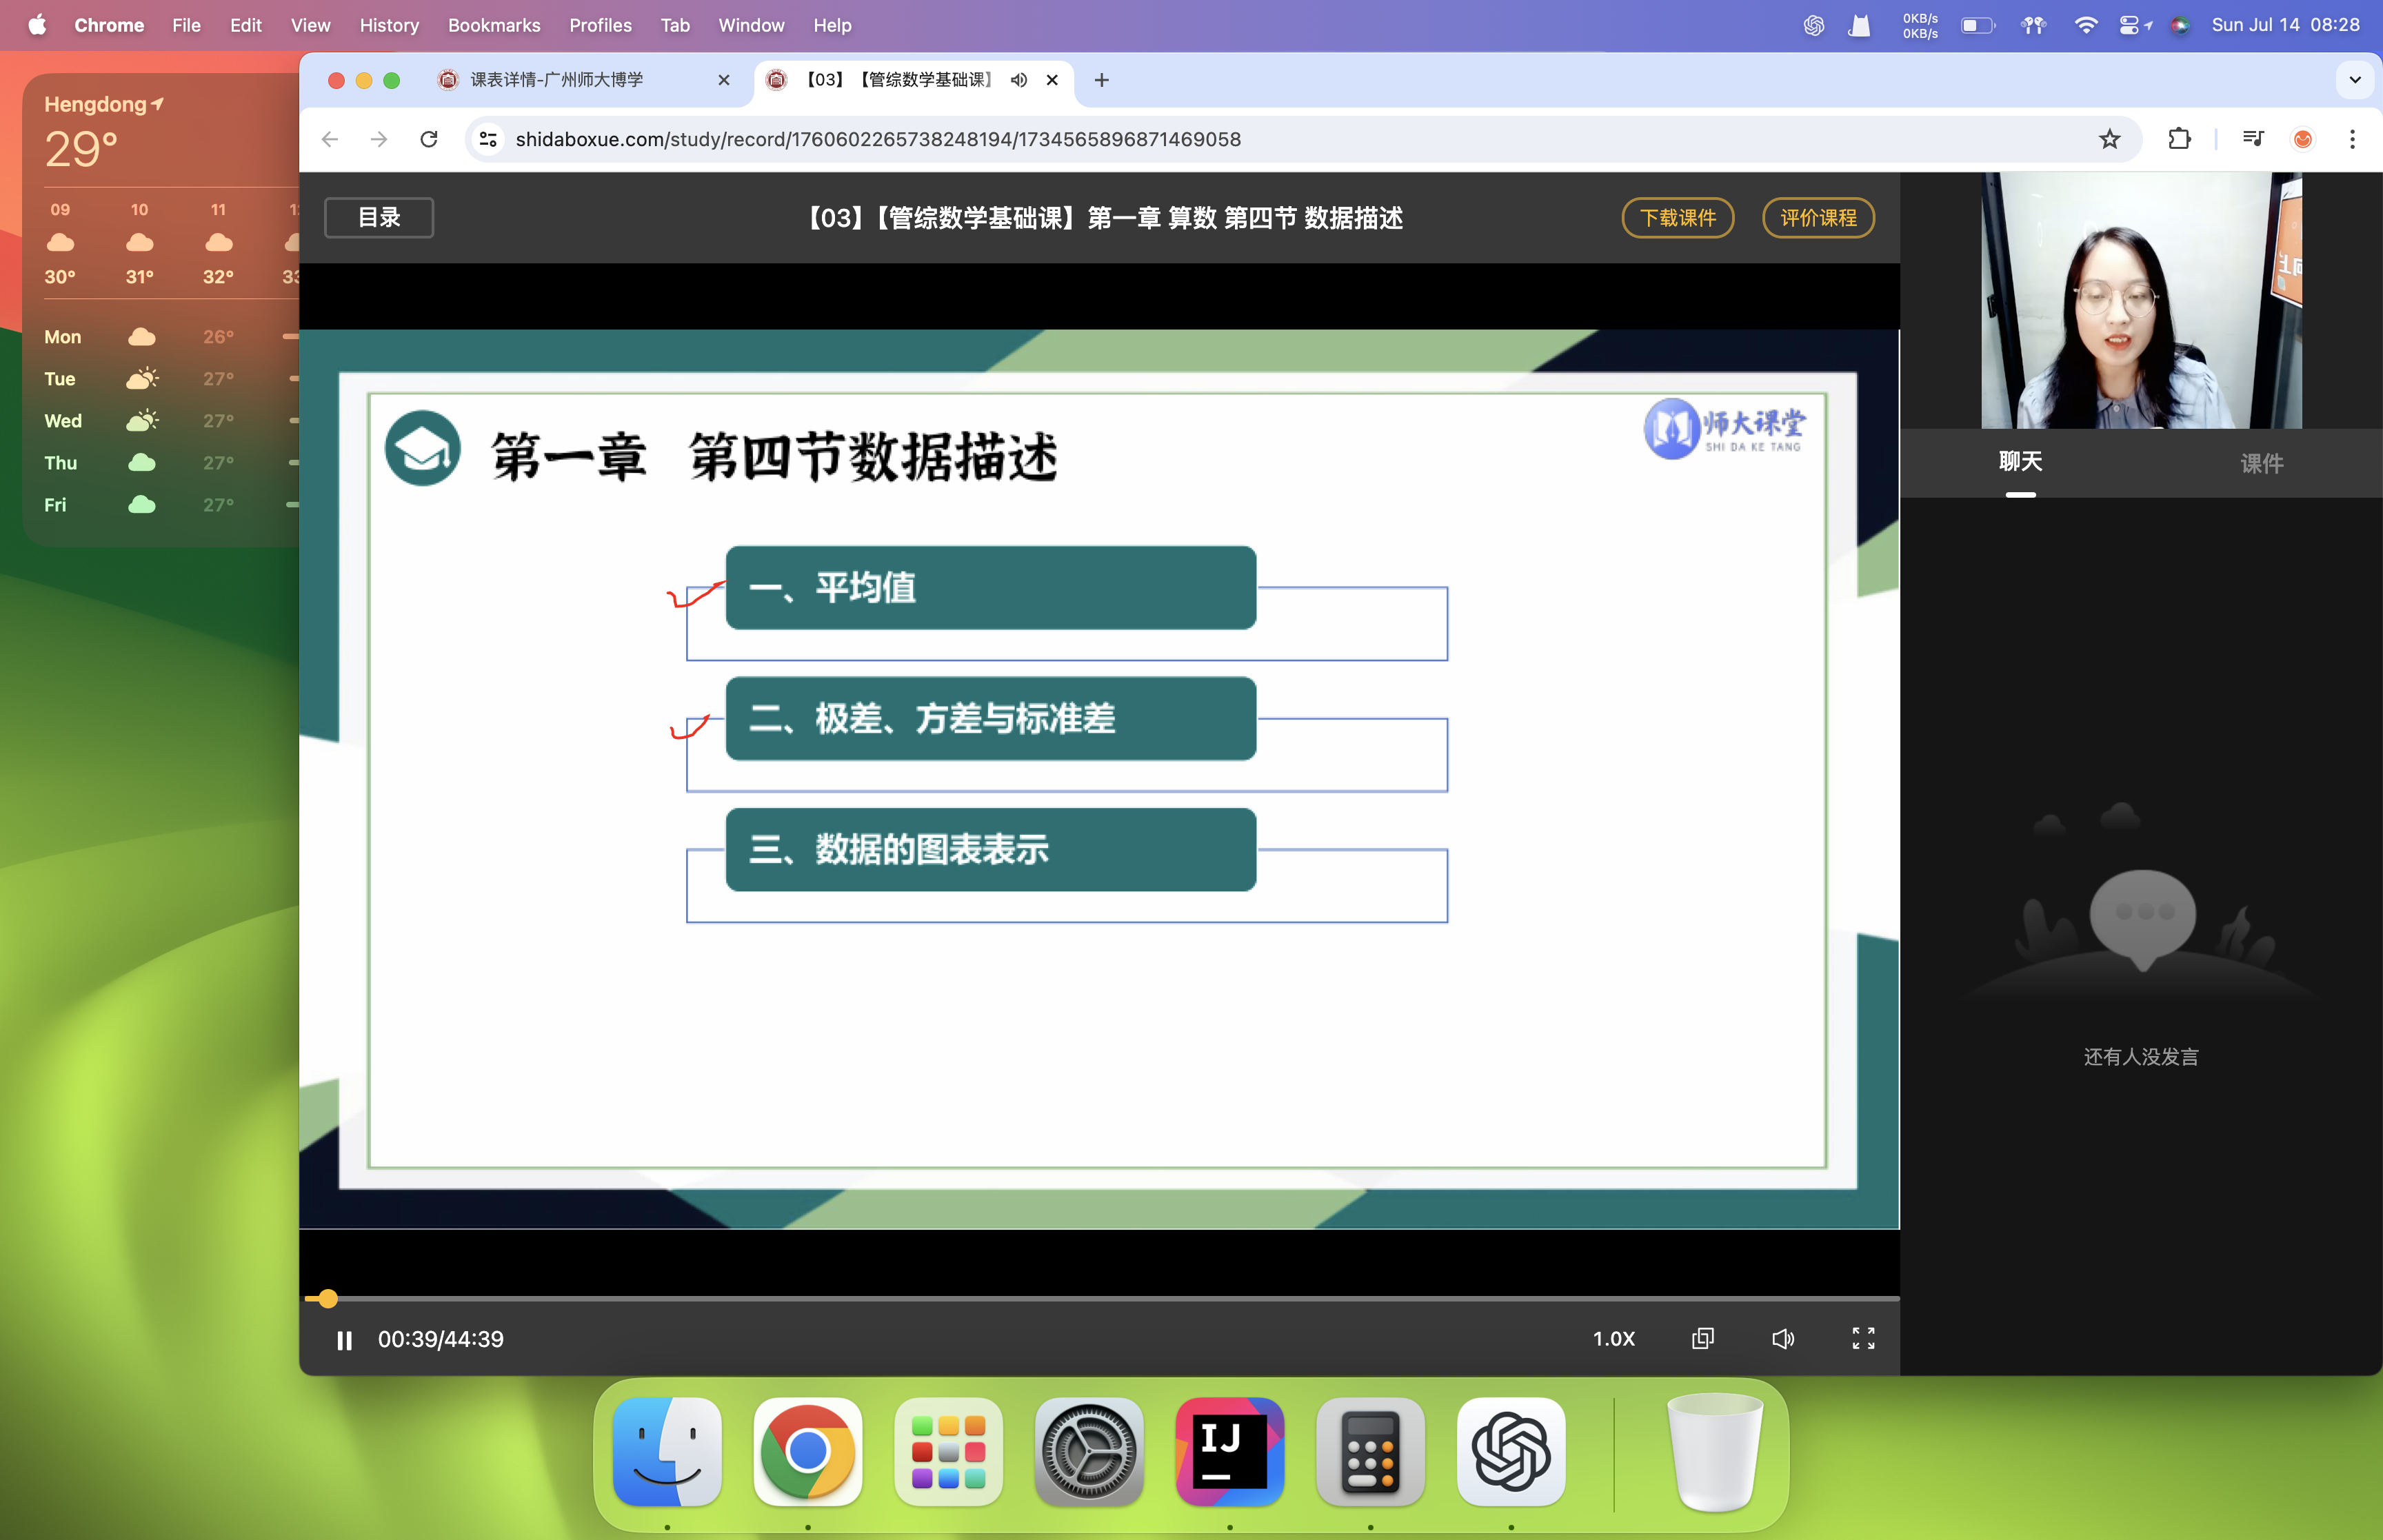 Chrome File Edit View History Bookmarks Profiles Tab Window Help
0KB/s
0KB/s
Sun Jul 14 08:28
Hengdong
29°
09 10 11
30° 31° 32° 33
Mon 26°
Tue 27°
Wed 27°
Thu 27°
Fri 27°
课表详情-广州师大博学
【03】【管综数学基础课】
shidaboxue.com/study/record/1760602265738248194/1734565896871469058
目录
【03】【管综数学基础课】第一章 算数 第四节 数据描述
下载课件
评价课程
第一章 第四节数据描述
师大课堂
SHI DA KE TANG
一、平均值
二、极差、方差与标准差
三、数据的图表表示
聊天
课件
还有人没发言
00:39/44:39
1.0X
IJ